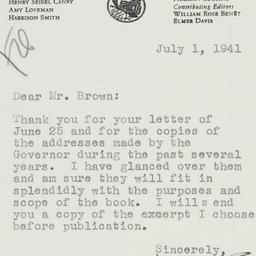 HENRY SEIDEL CANBY
AMY LOVEMAN
HARRISON SMITH
Contributing Editors:
WILLIAM ROSE BENÉT
ELMER DAVIS
July 1, 1941
Dear Mr. Brown:
Thank you for your letter of
June 25 and for the copies of
the addresses made by the
Governor during the past several
years. I have glanced over them
and am sure they will fit in
splendidly with the purposes and
scope of the book. I will send
you a copy of the excerpt I choose
before publication.
Sincerely,